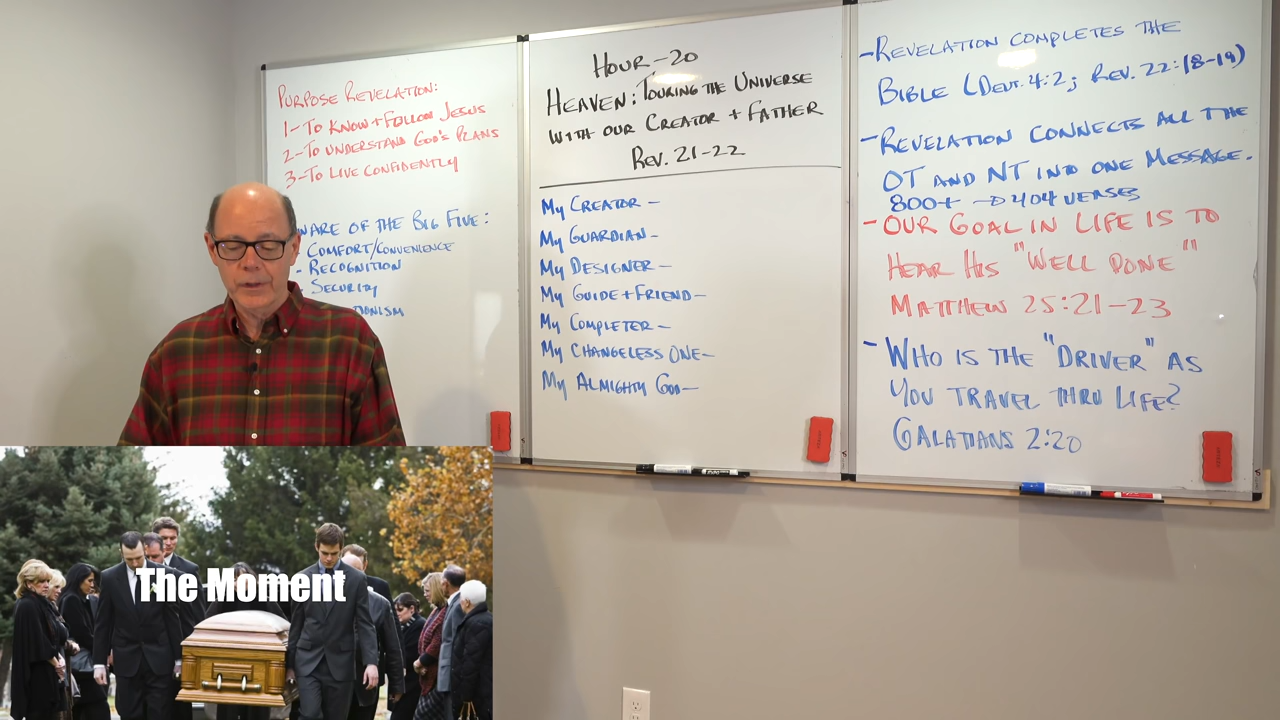 Purpose Revelation:
1-To Know+Follow Jesus
2-To understand God's Plans
3-To Live Confidently
ware of the Big Five:
Comfort/Convenience
- Recognition
- Security
tionism
Hour-20
Heaven: Touring the Universe
with our Creator + Father
Rev. 21-22
My Creator-
My Guardian-
My Designer-
My Guide+Friend-
My Completer-
My Changeless One-
My Almighty God-
-Revelation completes the
Bible (Deut. 4:2; Rev. 22:18-19)
-Revelation connects all the
OT and NT into one Message.
800+ → 404 verses
-Our Goal in Life is to
Hear His "Well Done"
Matthew 25:21-23
-Who is the "Driver" as
you travel thru life?
Galatians 2:20
The Moment